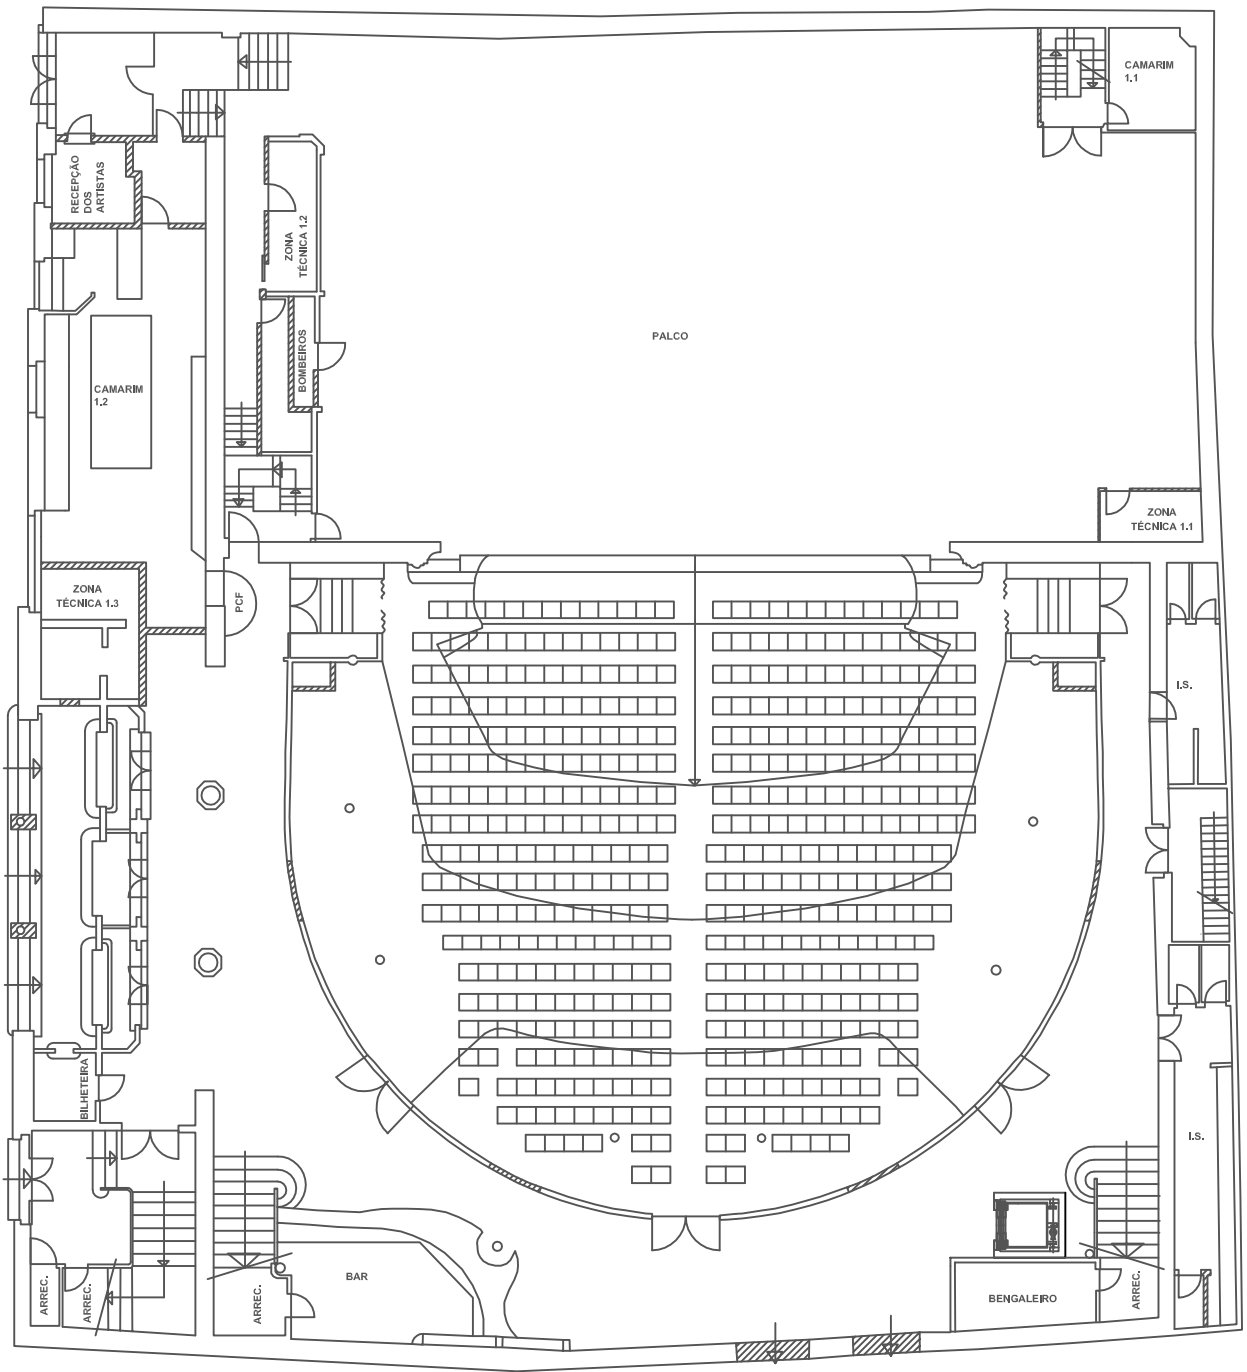 CAMARIM
1.1
RECEPÇÃO
DOS
ARTISTAS
ZONA
TÉCNICA 1.2
BOMBEIROS
PALCO
CAMARIM
1.2
ZONA
TÉCNICA 1.1
ZONA
TÉCNICA 1.3
PCF
I.S.
BILHETEIRA
I.S.
BAR
ARREC.
ARREC.
ARREC.
BENGALEIRO
ARREC.